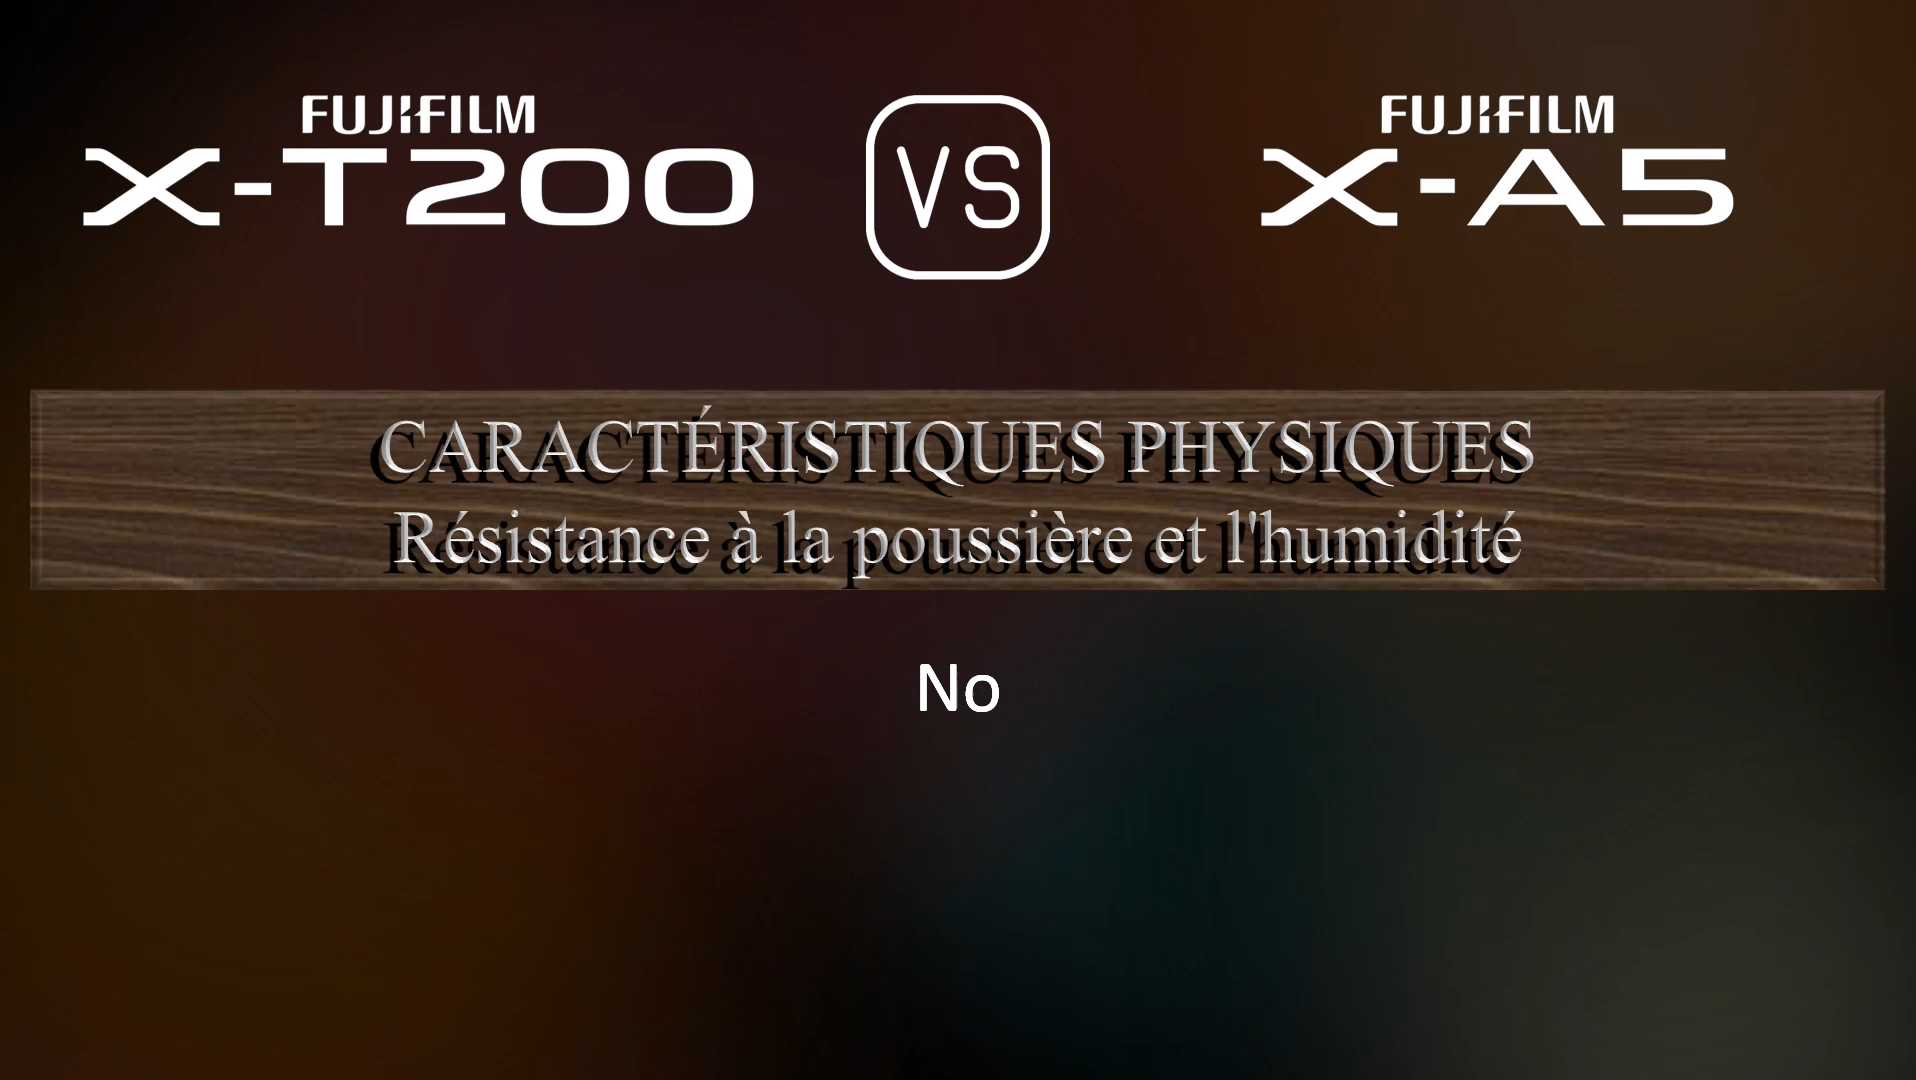 FUJIFILM
X-T200
VS
FUJIFILM
X-A5
CARACTÉRISTIQUES PHYSIQUES
Résistance à la poussière et l'humidité
No